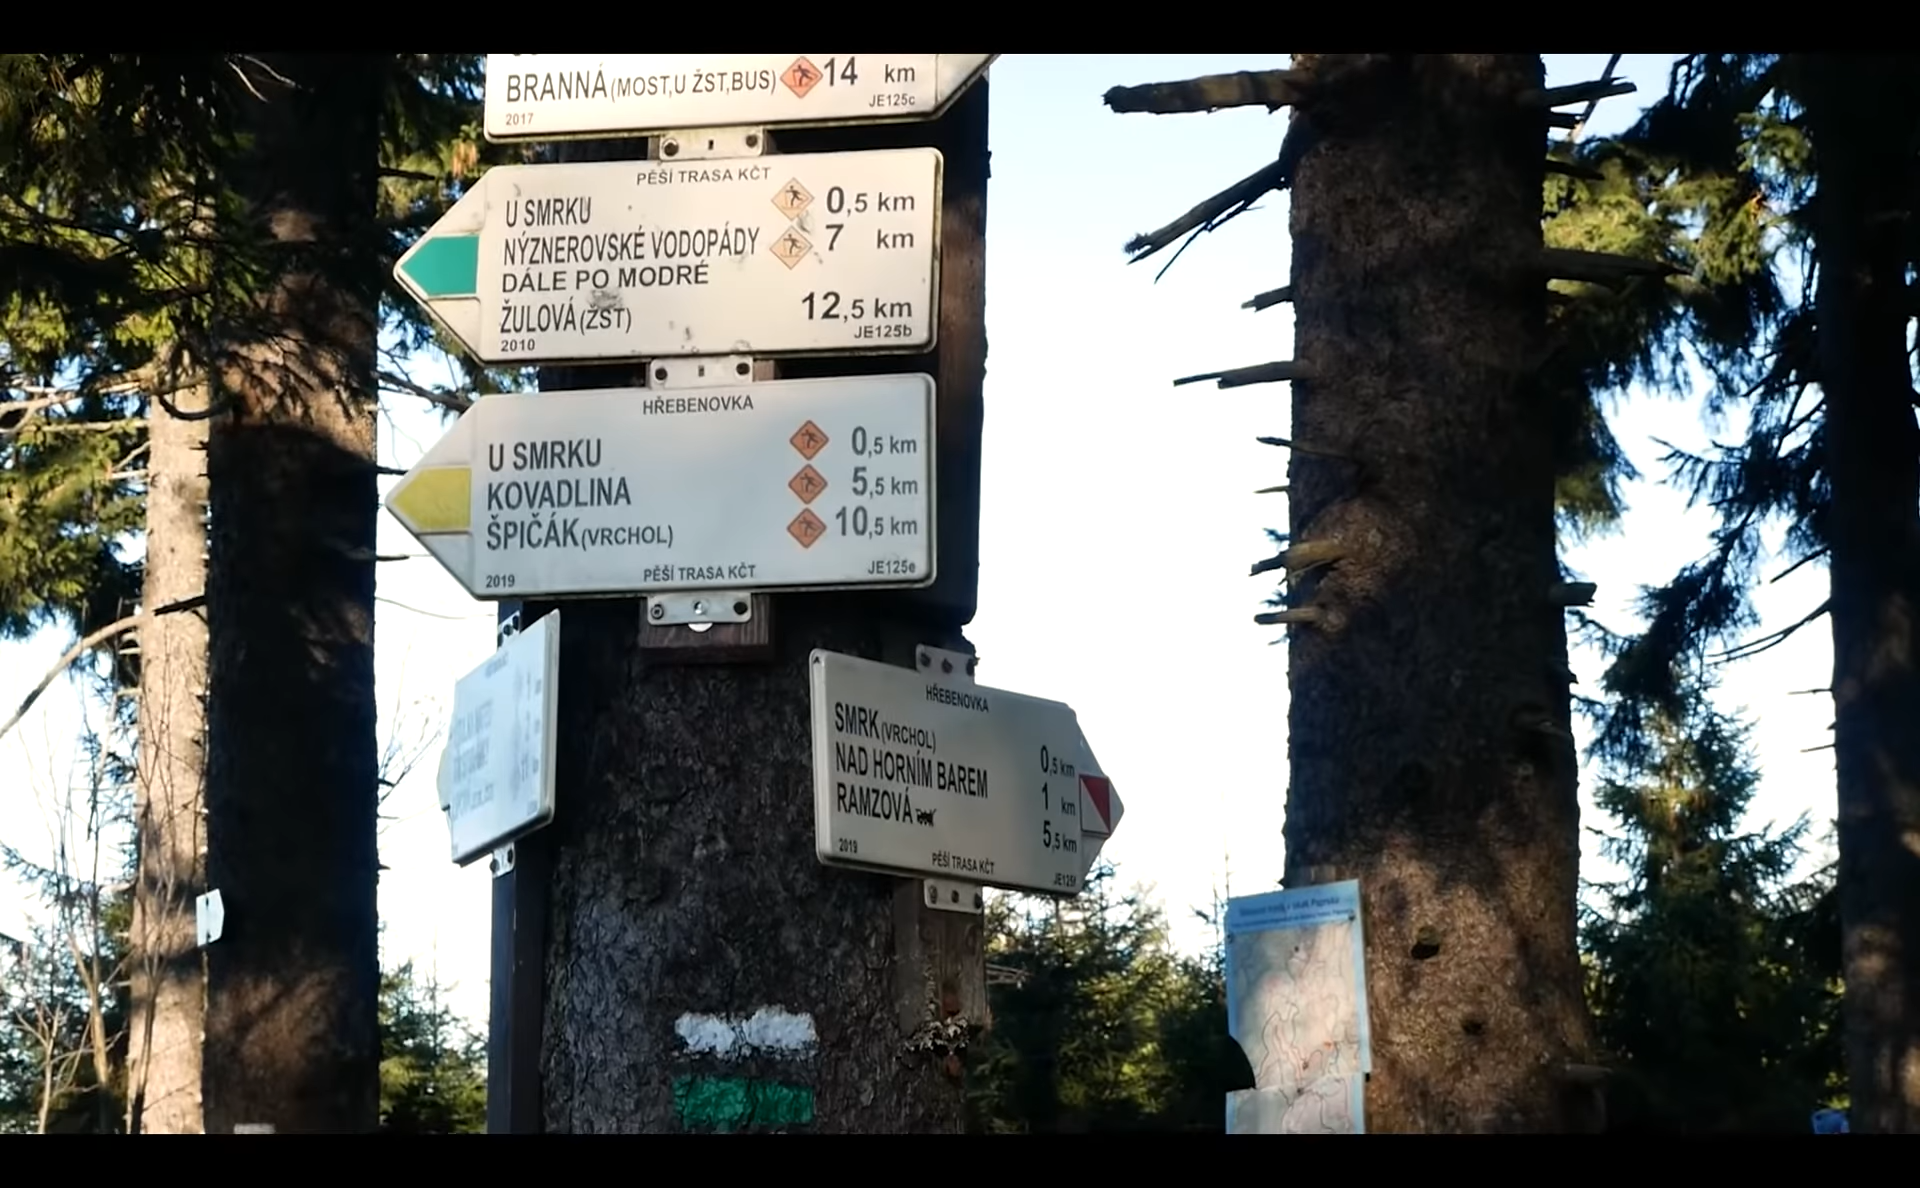 BRANNÁ(MOST,U ŽST,BUS) 14 km
JE125c
2017
PĚŠÍ TRASA KČT
U SMRKU 0,5 km
NÝZNEROVSKÉ VODOPÁDY 7 km
DÁLE PO MODRÉ
ŽULOVÁ(ŽST) 12,5 km
2010 JE125b
HŘEBENOVKA
U SMRKU 0,5 km
KOVADLINA 5,5 km
ŠPIČÁK(VRCHOL) 10,5 km
2019 PĚŠÍ TRASA KČT JE125e
HŘEBENOVKA
SMRK(VRCHOL) 0,5 km
NAD HORNÍM BAREM 1 km
RAMZOVÁ 5,5 km
2019 PĚŠÍ TRASA KČT JE125f